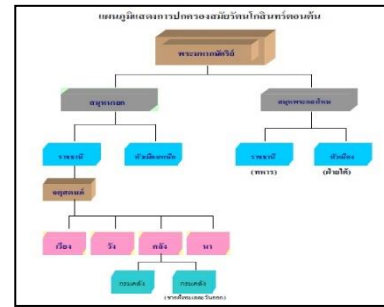 แผนภูมิแสดงการปกครองสมัยรัตนโกสินทร์ตอนต้น
พระมหากษัตริย์
สมุหนายก
สมุหพระกลาโหม
ราชธานี
หัวเมืองเหนือ
ราชธานี
หัวเมือง
(ทหาร)
(ฝ่ายใต้)
จตุสดมภ์
เวียง
วัง
คลัง
นา
กรมคลัง
กรมคลัง